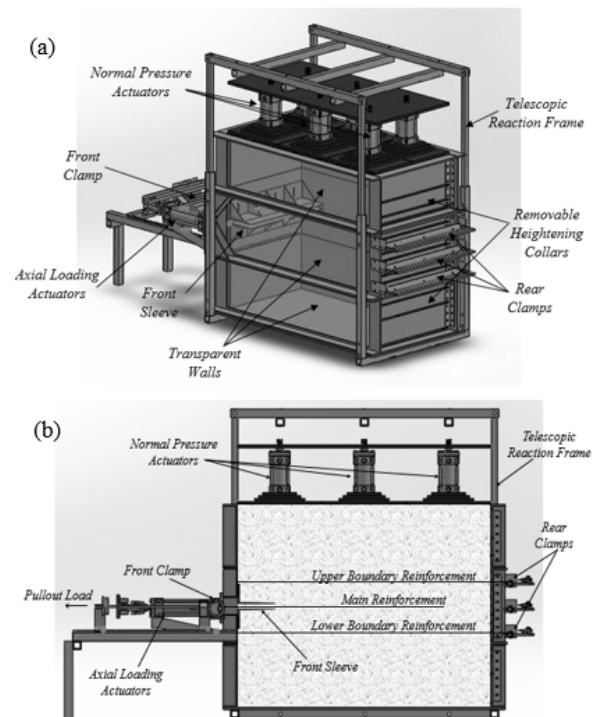 (a)
Normal Pressure
Actuators
Telescopic
Reaction Frame
Front
Clamp
Removable
Heightening
Collars
Axial Loading
Actuators
Front
Sleeve
Rear
Clamps
Transparent
Walls
(b)
Normal Pressure
Actuators
Telescopic
Reaction Frame
Rear
Clamps
Front Clamp
Upper Boundary Reinforcement
Pullout Load
Main Reinforcement
Lower Boundary Reinforcement
Front Sleeve
Axial Loading
Actuators